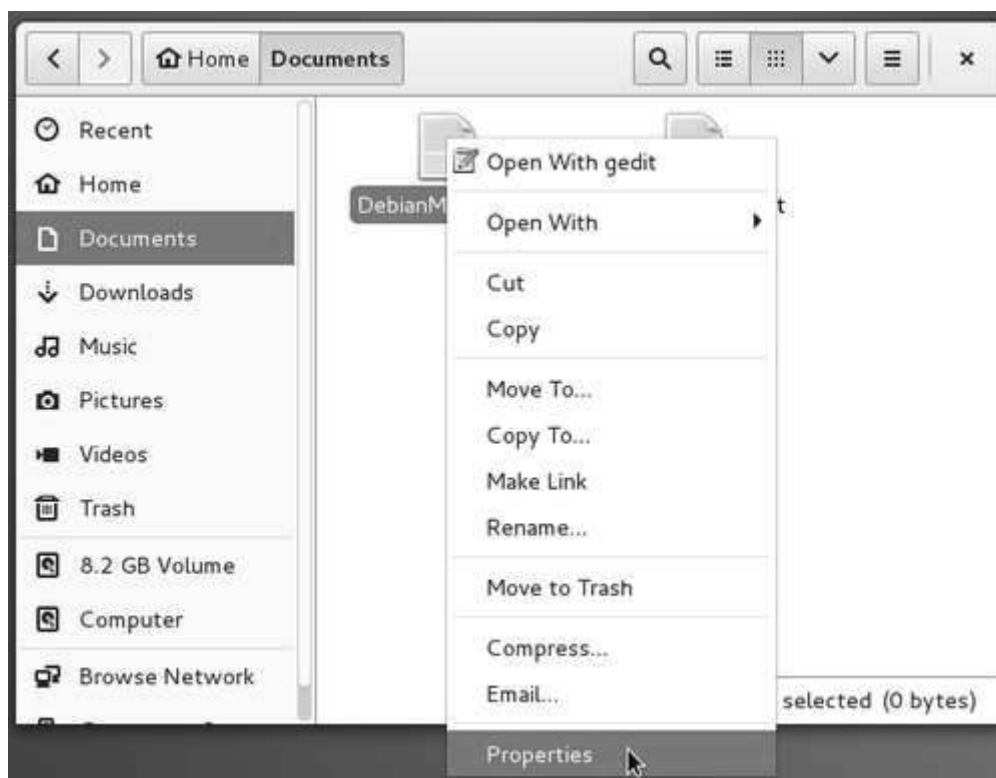 Home Documents
Recent
Home
Documents
Downloads
Music
Pictures
Videos
Trash
8.2 GB Volume
Computer
Browse Network
DebianM
t
Open With gedit
Open With
Cut
Copy
Move To...
Copy To...
Make Link
Rename...
Move to Trash
Compress...
Email...
Properties
selected (0 bytes)